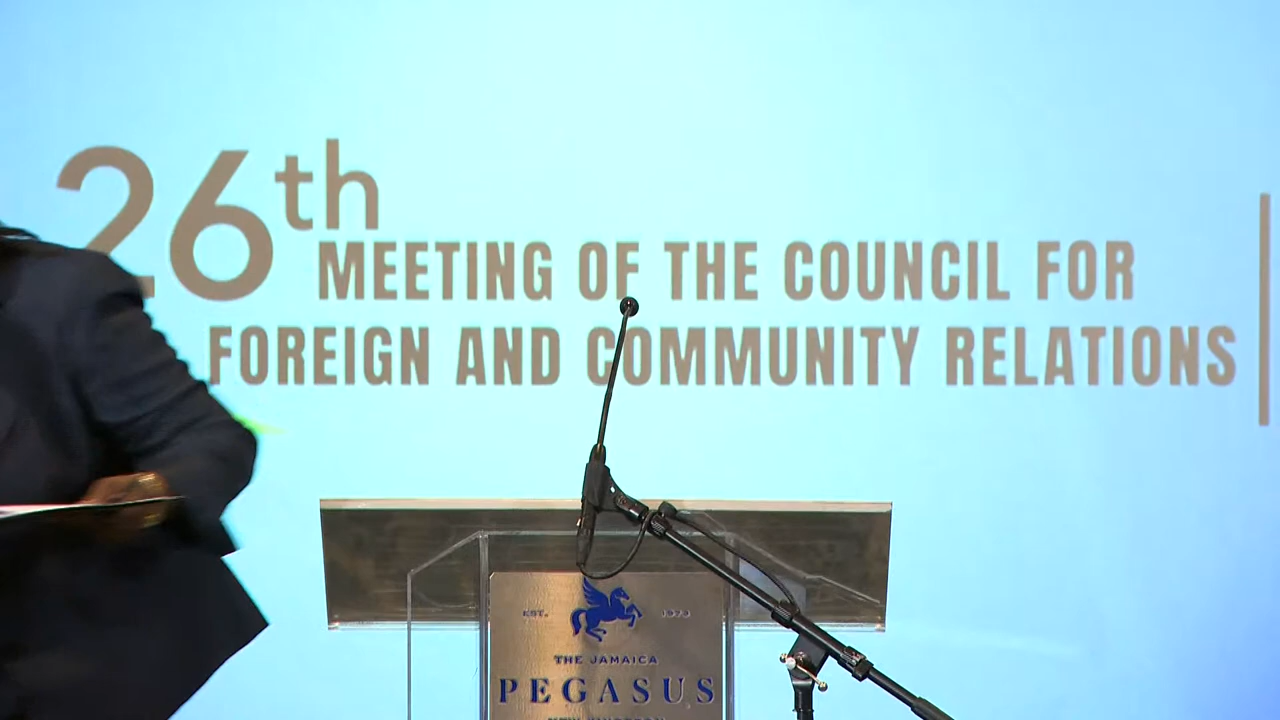 26th
MEETING OF THE COUNCIL FOR
FOREIGN AND COMMUNITY RELATIONS
EST. 1973
THE JAMAICA
PEGASUS